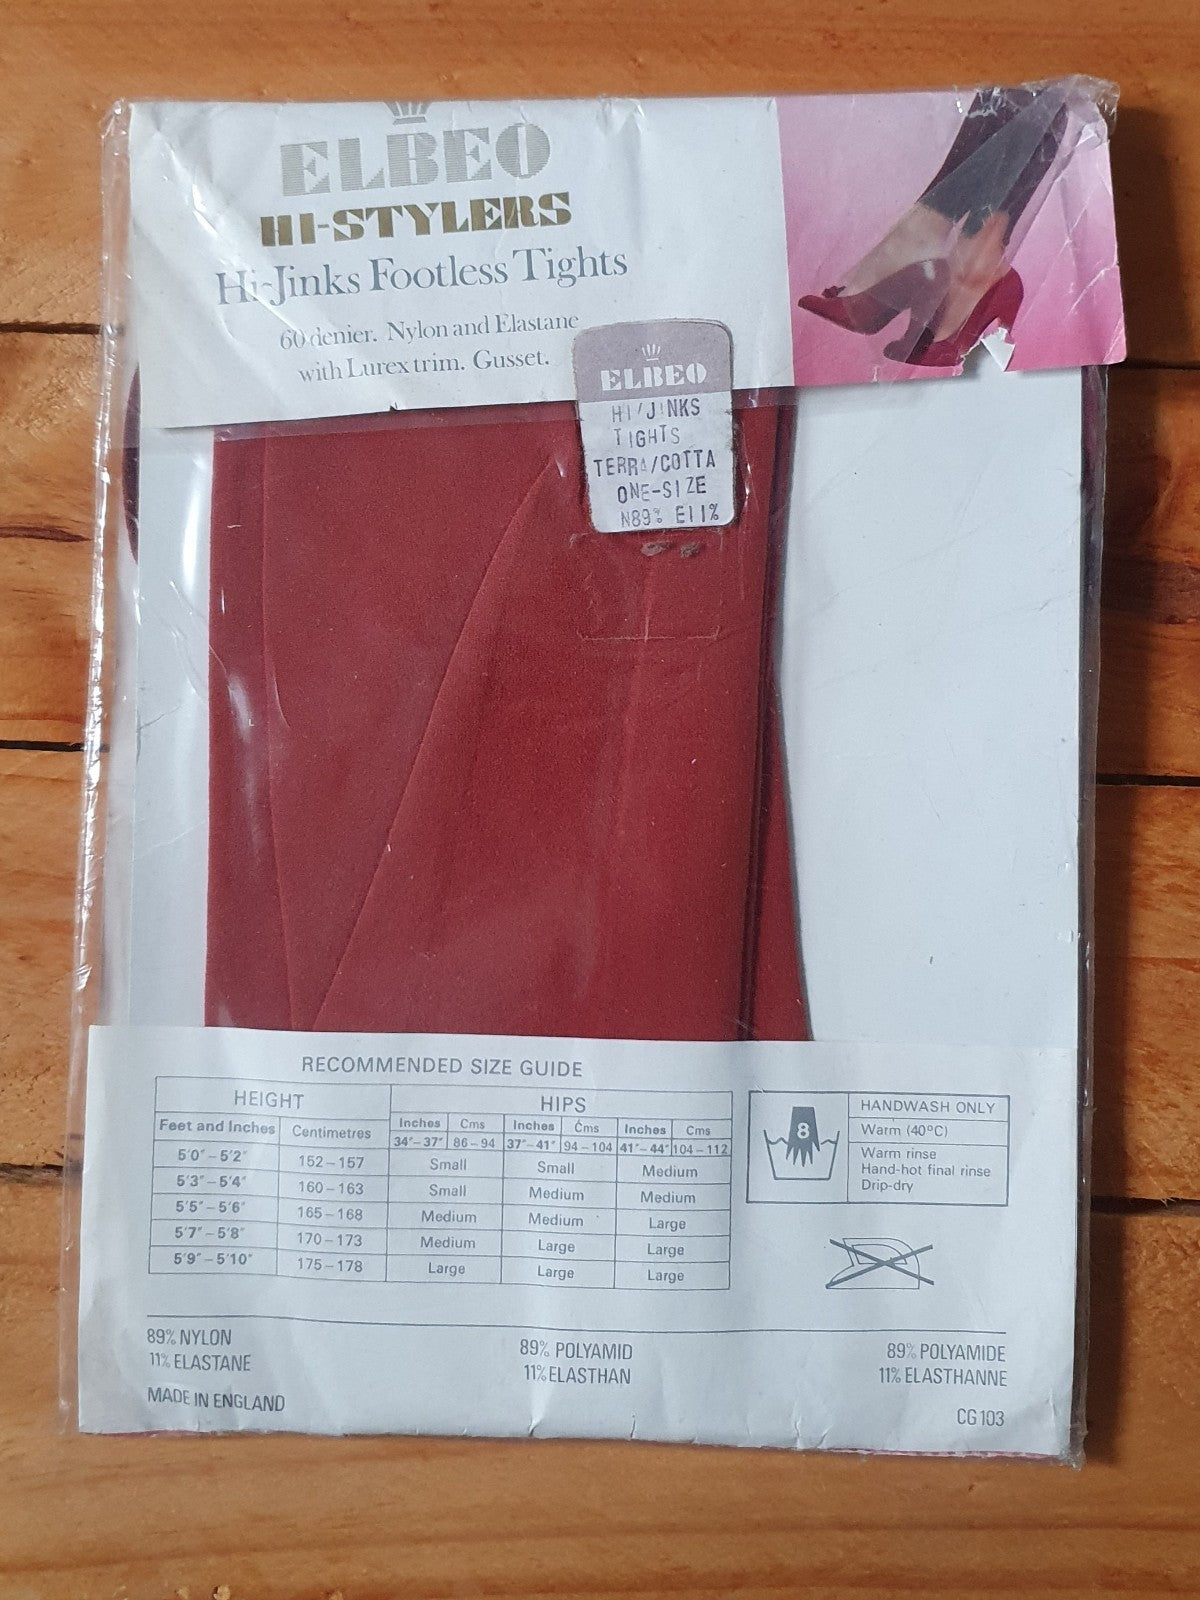 ELBEO
HI-STYLERS
Hi-Jinks Footless Tights
60 denier. Nylon and Elastane
with Lurex trim. Gusset.
ELBEO
HI/JINKS
TIGHTS
TERRA/COTTA
ONE-SIZE
N89% E11%
RECOMMENDED SIZE GUIDE
HEIGHT HIPS
Feet and Inches Centimetres Inches Cms Inches Cms Inches Cms
34"–37" 86–94 37"–41" 94–104 41"–44" 104–112
5'0"–5'2" 152–157 Small Small Medium
5'3"–5'4" 160–163 Small Medium Medium
5'5"–5'6" 165–168 Medium Medium Large
5'7"–5'8" 170–173 Medium Large Large
5'9"–5'10" 175–178 Large Large Large
8
HANDWASH ONLY
Warm (40ºC)
Warm rinse
Hand-hot final rinse
Drip-dry
89% NYLON
11% ELASTANE
89% POLYAMID
11% ELASTHAN
89% POLYAMIDE
11% ELASTHANNE
MADE IN ENGLAND
CG 103